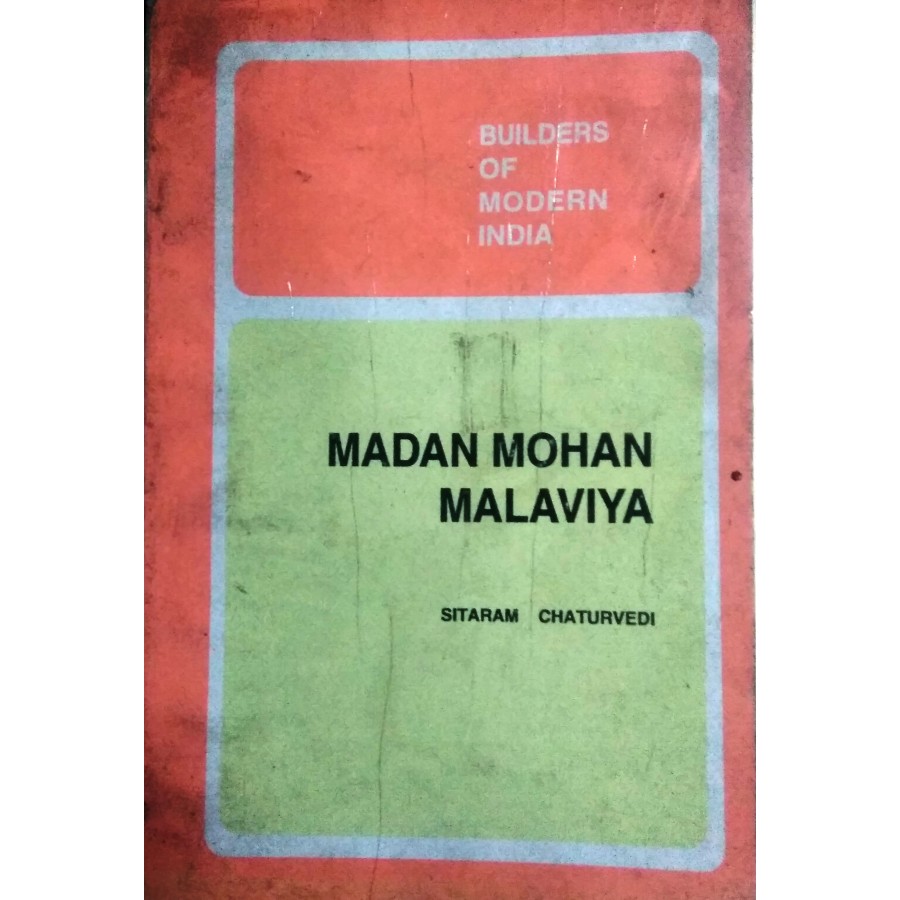 BUILDERS
OF
MODERN
INDIA
MADAN MOHAN
MALAVIYA
SITARAM CHATURVEDI